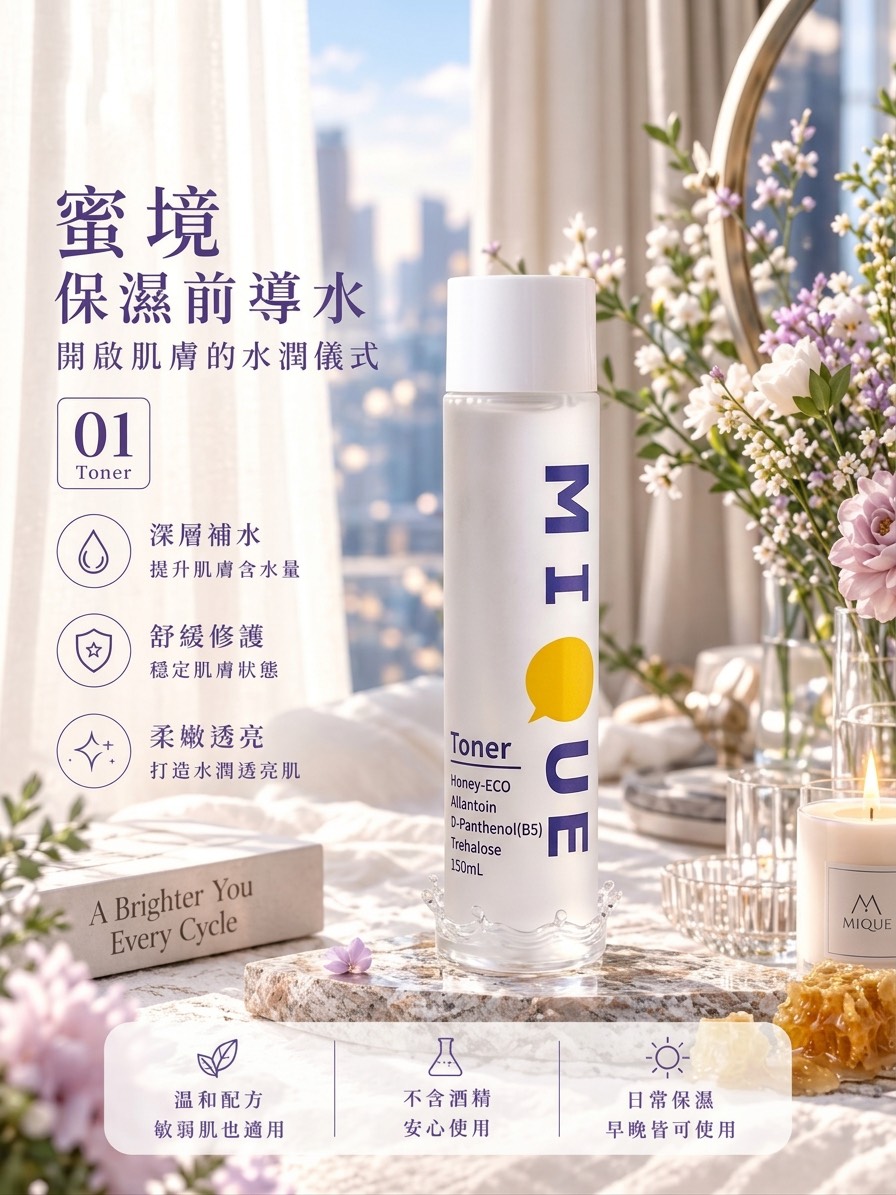 蜜境
保濕前導水
開啟肌膚的水潤儀式
01
Toner
深層補水
提升肌膚含水量
舒緩修護
穩定肌膚狀態
柔嫩透亮
打造水潤透亮肌
MIQUE
Toner
Honey-ECO
Allantoin
D-Panthenol(B5)
Trehalose
150mL
A Brighter You
Every Cycle
MIQUE
温和配方
敏弱肌也適用
不含酒精
安心使用
日常保濕
早晚皆可使用